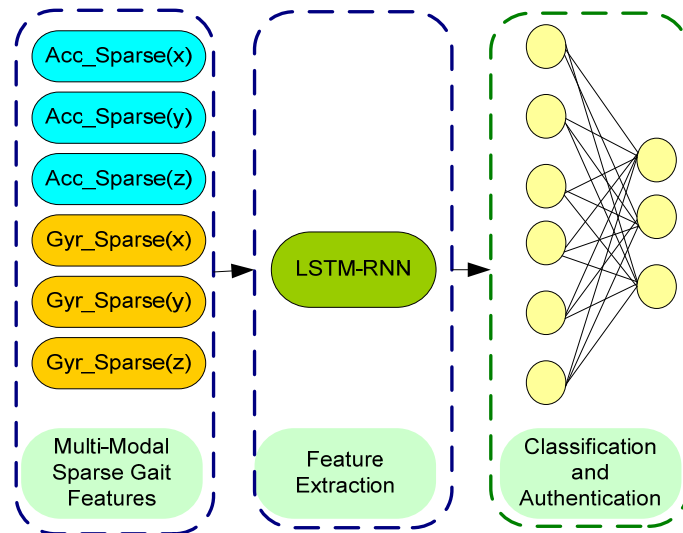 Acc_Sparse(x)
Acc_Sparse(y)
Acc_Sparse(z)
Gyr_Sparse(x)
Gyr_Sparse(y)
Gyr_Sparse(z)
Multi-Modal
Sparse Gait
Features
LSTM-RNN
Feature
Extraction
Classification
and
Authentication